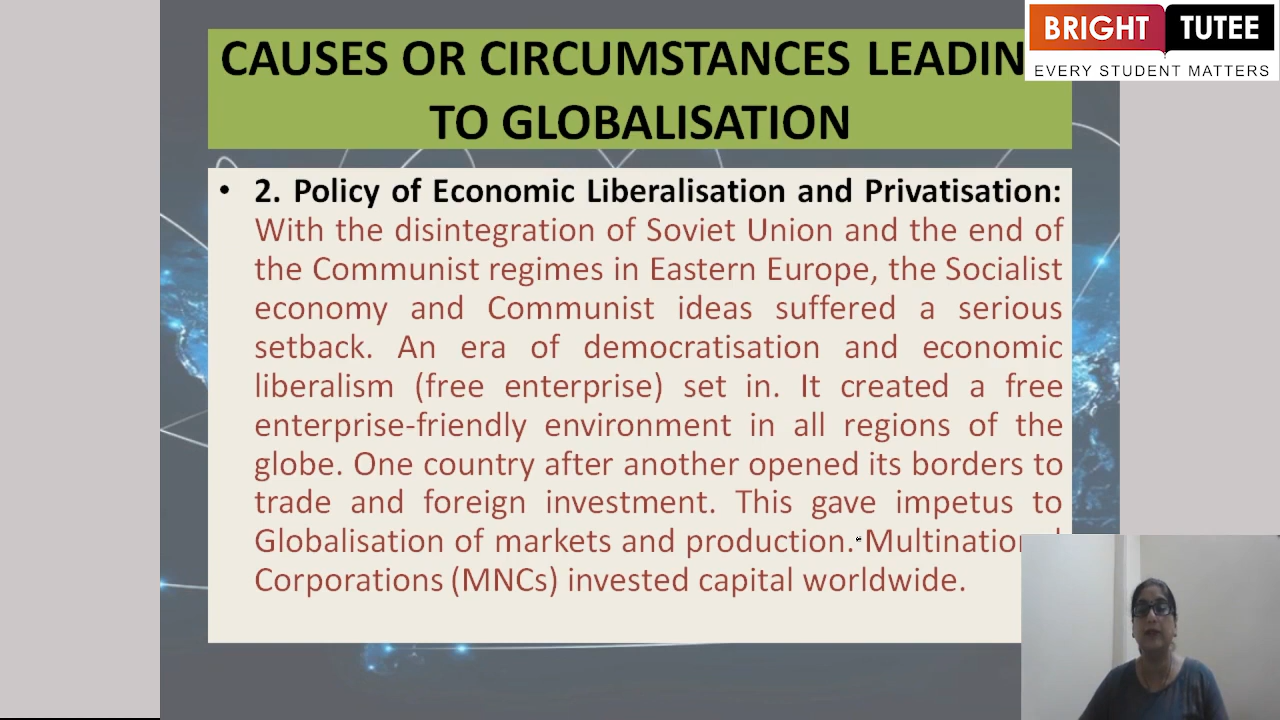 BRIGHT TUTEE
EVERY STUDENT MATTERS
CAUSES OR CIRCUMSTANCES LEADIN
TO GLOBALISATION
• 2. Policy of Economic Liberalisation and Privatisation:
With the disintegration of Soviet Union and the end of
the Communist regimes in Eastern Europe, the Socialist
economy and Communist ideas suffered a serious
setback. An era of democratisation and economic
liberalism (free enterprise) set in. It created a free
enterprise-friendly environment in all regions of the
globe. One country after another opened its borders to
trade and foreign investment. This gave impetus to
Globalisation of markets and production. Multination
Corporations (MNCs) invested capital worldwide.